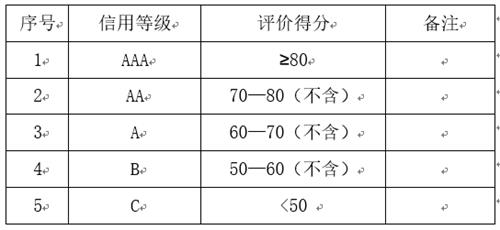 序号 信用等级 评价得分 备注
1 AAA ≥80
2 AA 70—80（不含）
3 A 60—70（不含）
4 B 50—60（不含）
5 C <50